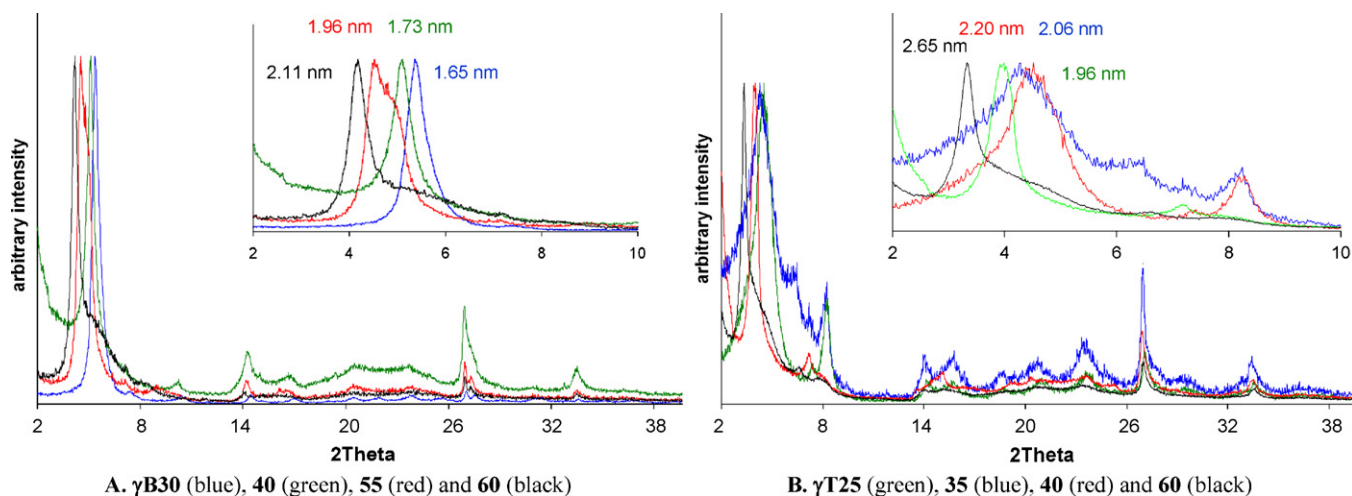 1.96 nm 1.73 nm
2.11 nm
1.65 nm
arbitrary intensity
2 4 6 8 10
2 8 14 20 26 32 38
2Theta
A. γB30 (blue), 40 (green), 55 (red) and 60 (black)
2.20 nm 2.06 nm
2.65 nm
1.96 nm
arbitrary intensity
2 4 6 8 10
2 8 14 20 26 32 38
2Theta
B. γT25 (green), 35 (blue), 40 (red) and 60 (black)